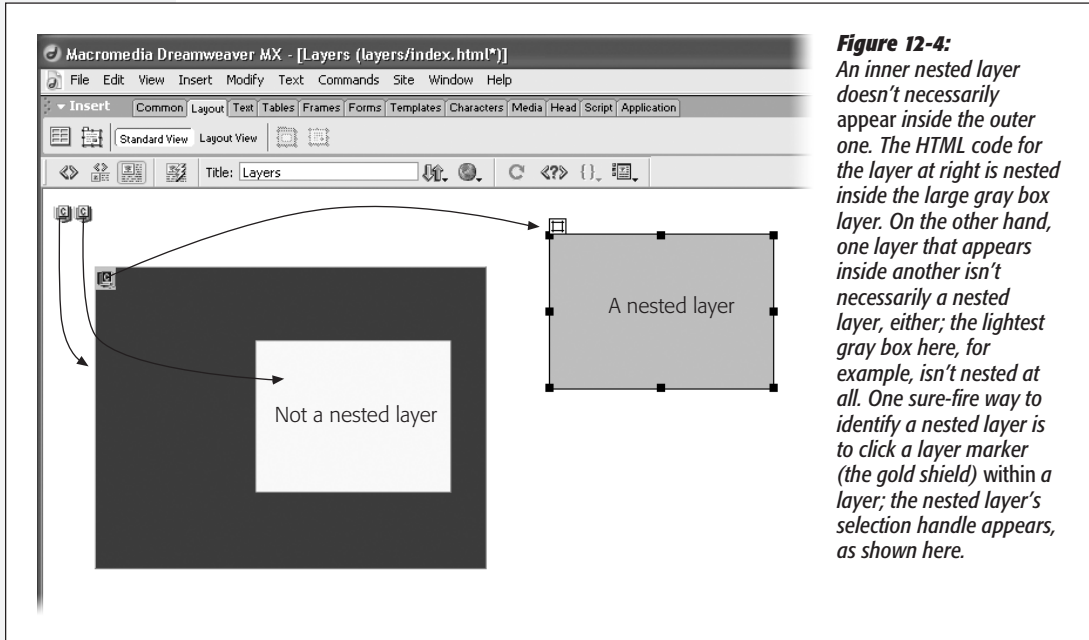 Macromedia Dreamweaver MX - [Layers (layers/index.html*)]
File Edit View Insert Modify Text Commands Site Window Help
Insert Common Layout Text Tables Frames Forms Templates Characters Media Head Script Application
Standard View Layout View
Title: Layers
A nested layer
Not a nested layer
Figure 12-4:
An inner nested layer
doesn’t necessarily
appear inside the outer
one. The HTML code for
the layer at right is nested
inside the large gray box
layer. On the other hand,
one layer that appears
inside another isn’t
necessarily a nested
layer, either; the lightest
gray box here, for
example, isn’t nested at
all. One sure-fire way to
identify a nested layer is
to click a layer marker
(the gold shield) within a
layer; the nested layer’s
selection handle appears,
as shown here.